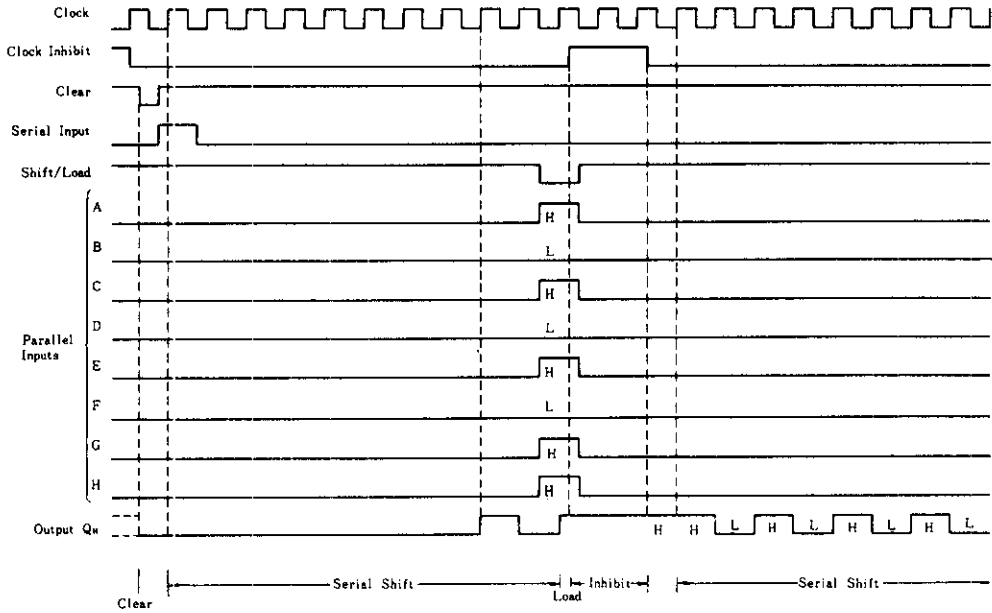 Clock
Clock Inhibit
Clear
Serial Input
Shift/Load
A
H
B
L
C
H
D
L
Parallel
Inputs
E
H
F
L
G
H
H
H
Output QH
H H L H L H L H L
Serial Shift
Inhibit
Serial Shift
Clear
Load